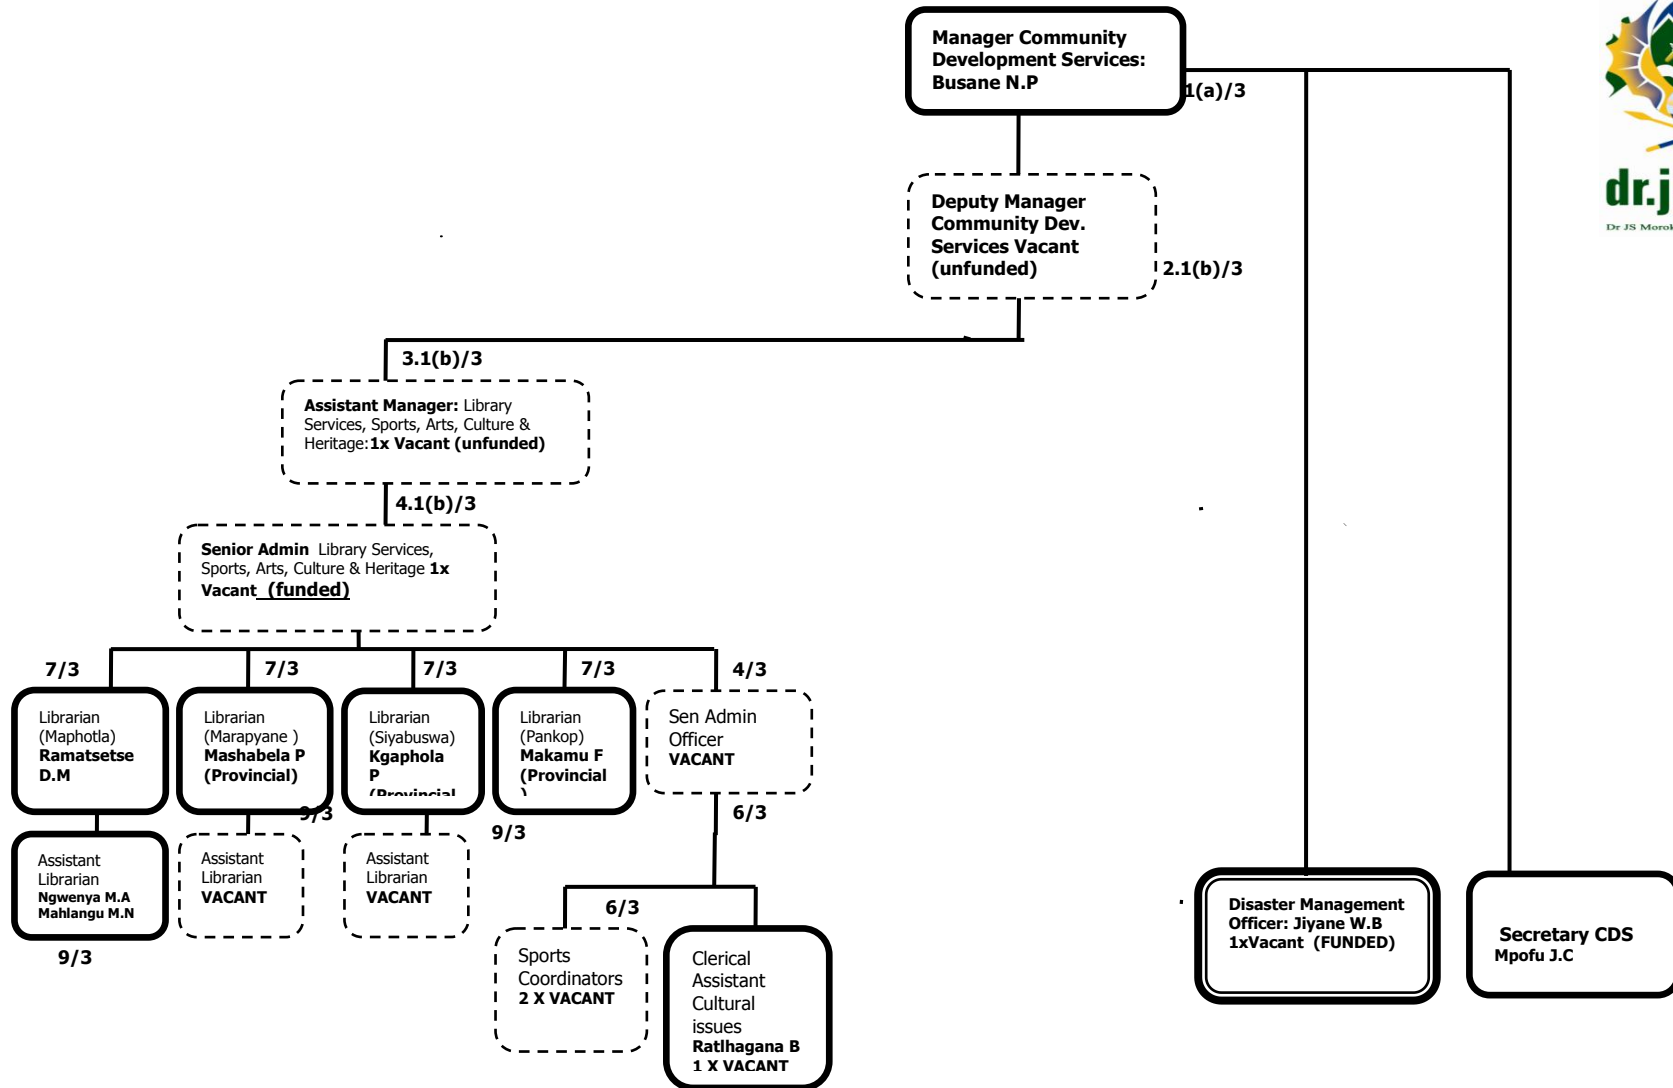 Manager Community
Development Services:
Busane N.P
1(a)/3
dr.j
Dr JS
Deputy Manager
Community Dev.
Services Vacant
(unfunded)
2.1(b)/3
3.1(b)/3
Assistant Manager: Library
Services, Sports, Arts, Culture &
Heritage:1x Vacant (unfunded)
4.1(b)/3
Senior Admin Library Services,
Sports, Arts, Culture & Heritage 1x
Vacant (funded)
7/3
7/3
7/3
7/3
4/3
Librarian
(Maphotla)
Ramatsetse
D.M
Librarian
(Marapyane )
Mashabela P
(Provincial)
Librarian
(Siyabuswa)
Kgaphola
P
(Provincial
Librarian
(Pankop)
Makamu F
(Provincial
)
Sen Admin
Officer
VACANT
9/3
9/3
6/3
Assistant
Librarian
Ngwenya M.A
Mahlangu M.N
Assistant
Librarian
VACANT
Assistant
Librarian
VACANT
9/3
6/3
Sports
Coordinators
2 X VACANT
Clerical
Assistant
Cultural
issues
Ratlhagana B
1 X VACANT
Disaster Management
Officer: Jiyane W.B
1xVacant (FUNDED)
Secretary CDS
Mpofu J.C